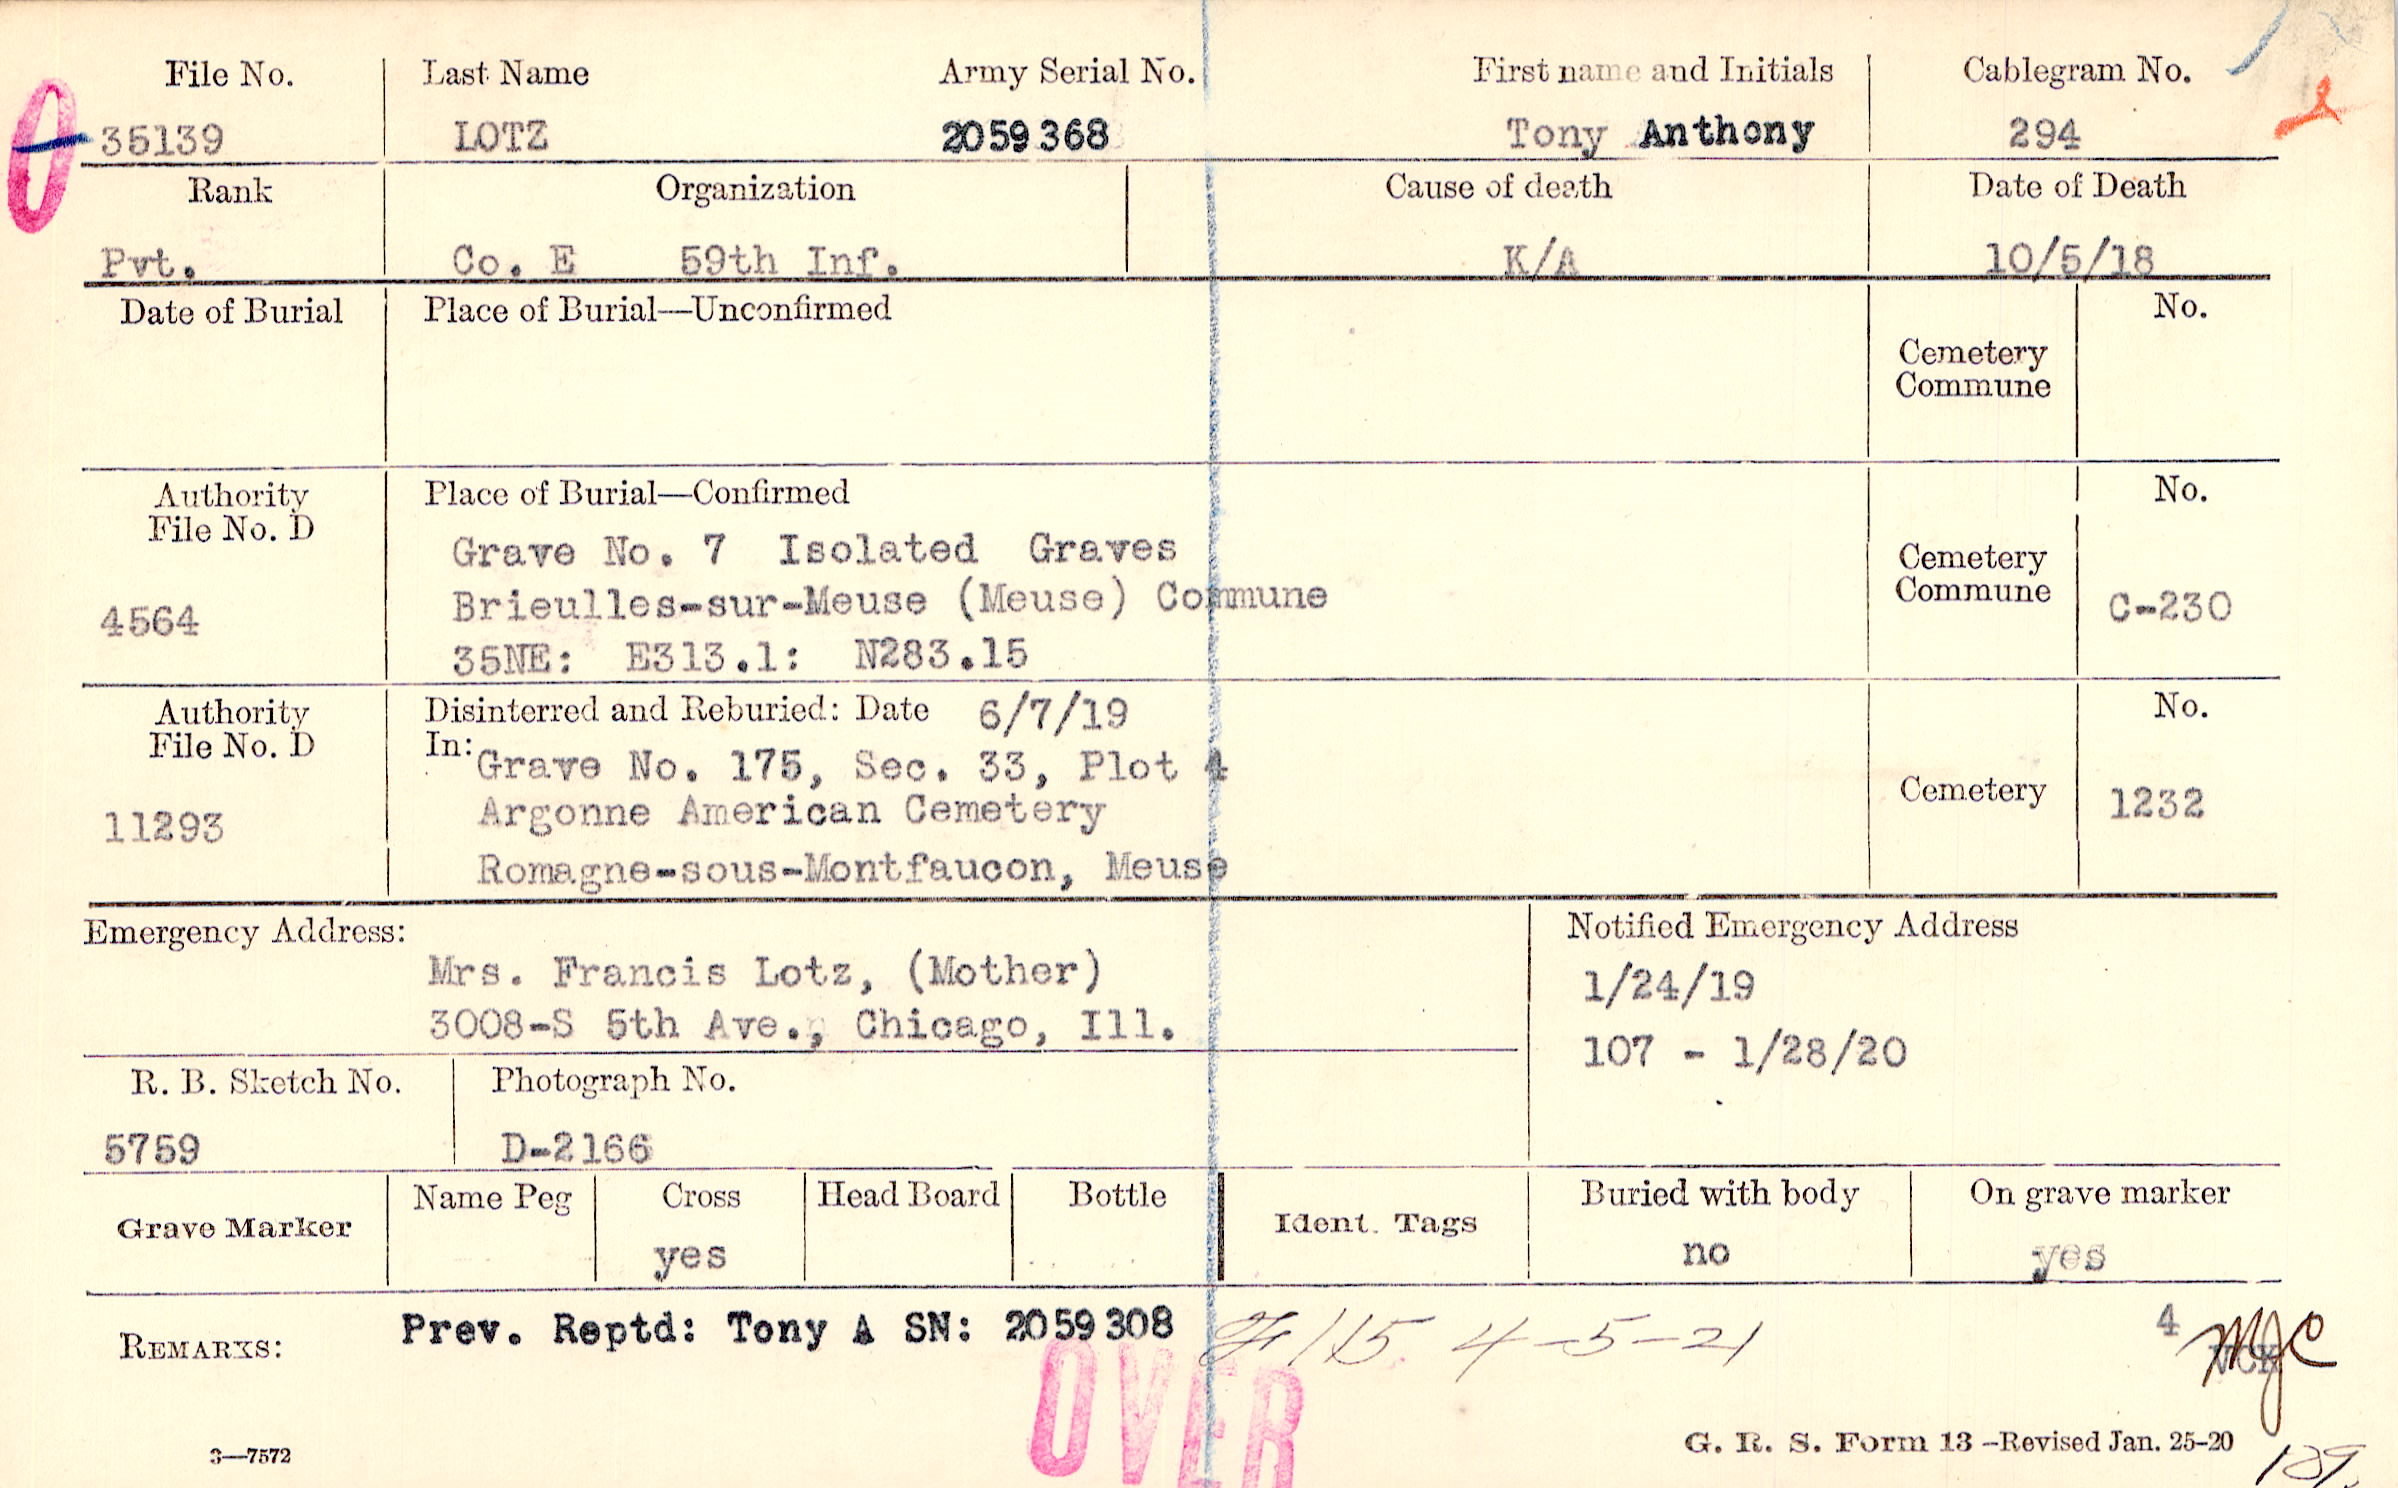 File No. Last Name Army Serial No. First name and Initials Cablegram No.
35139 LOTZ 2059368 Tony Anthony 294
Rank Organization Cause of death Date of Death
Pvt. Co. E 59th Inf. K/A 10/5/18
Date of Burial Place of Burial—Unconfirmed No.
Cemetery
Commune
Authority Place of Burial—Confirmed No.
File No. D
Grave No. 7 Isolated Graves
Cemetery
Commune
Brieulles-sur-Meuse (Meuse) Commune
4564 C-230
35NE: E313.1: N283.15
Authority Disinterred and Reburied: Date 6/7/19 No.
File No. D In:
Grave No. 175, Sec. 33, Plot 4
Argonne American Cemetery Cemetery 1232
11293
Romagne-sous-Montfaucon, Meuse
Emergency Address: Notified Emergency Address
Mrs. Francis Lotz, (Mother) 1/24/19
3008-S 5th Ave., Chicago, Ill.
107 - 1/28/20
R. B. Sketch No. Photograph No.
5759 D-2166
Grave Marker Name Peg Cross Head Board Bottle Ident. Tags Buried with body On grave marker
yes no yes
REMARKS: Prev. Reptd: Tony A SN: 2059308 4-5-21 4
MJC
OVER
3—7572 G. R. S. Form 13 —Revised Jan. 25-20